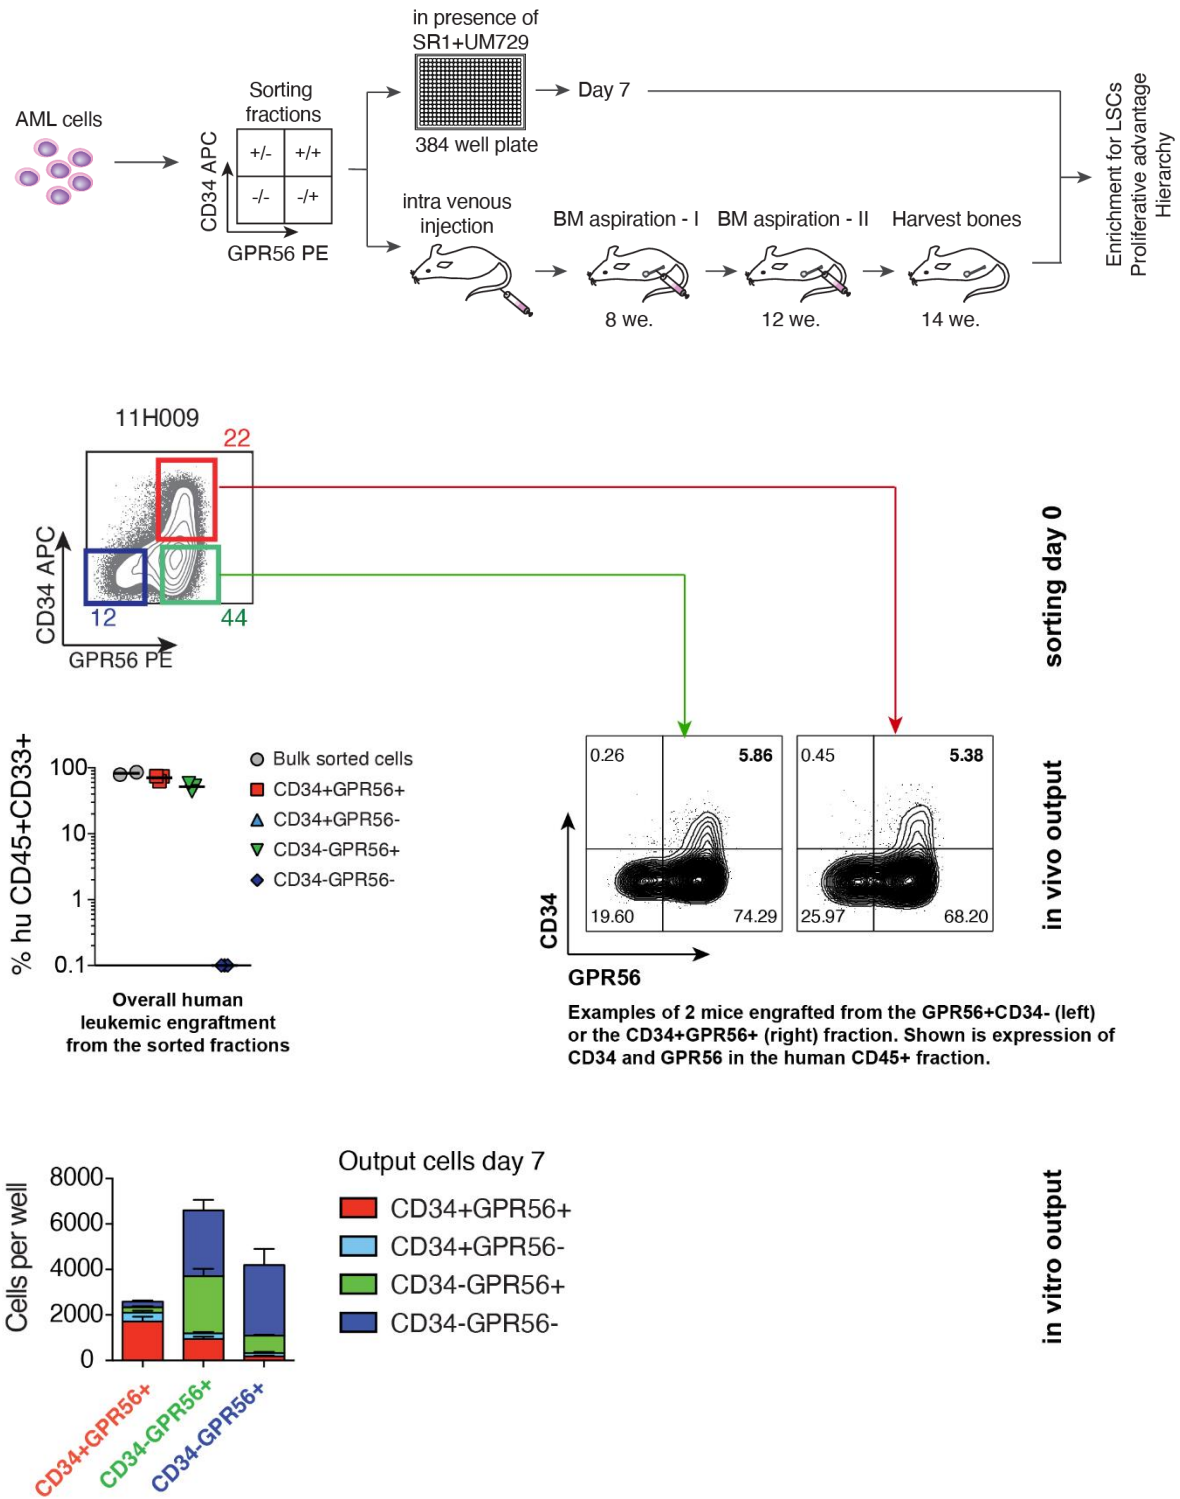 in presence of
SR1+UM729
384 well plate
Day 7
AML cells
Sorting
fractions
+/-
+/+
-/-
-/+
CD34 APC
GPR56 PE
intra venous
injection
BM aspiration - I
BM aspiration - II
Harvest bones
8 we.
12 we.
14 we.
Enrichment for LSCs
Proliferative advantage
Hierarchy
11H009
22
12
44
CD34 APC
GPR56 PE
sorting day 0
% hu CD45+CD33+
100
10
1
0.1
Bulk sorted cells
CD34+GPR56+
CD34+GPR56-
CD34-GPR56+
CD34-GPR56-
Overall human
leukemic engraftment
from the sorted fractions
0.26
5.86
19.60
74.29
0.45
5.38
25.97
68.20
CD34
GPR56
in vivo output
Examples of 2 mice engrafted from the GPR56+CD34- (left)
or the CD34+GPR56+ (right) fraction. Shown is expression of
CD34 and GPR56 in the human CD45+ fraction.
Cells per well
8000
6000
4000
2000
0
CD34+GPR56+
CD34-GPR56+
CD34-GPR56+
Output cells day 7
CD34+GPR56+
CD34+GPR56-
CD34-GPR56+
CD34-GPR56-
in vitro output